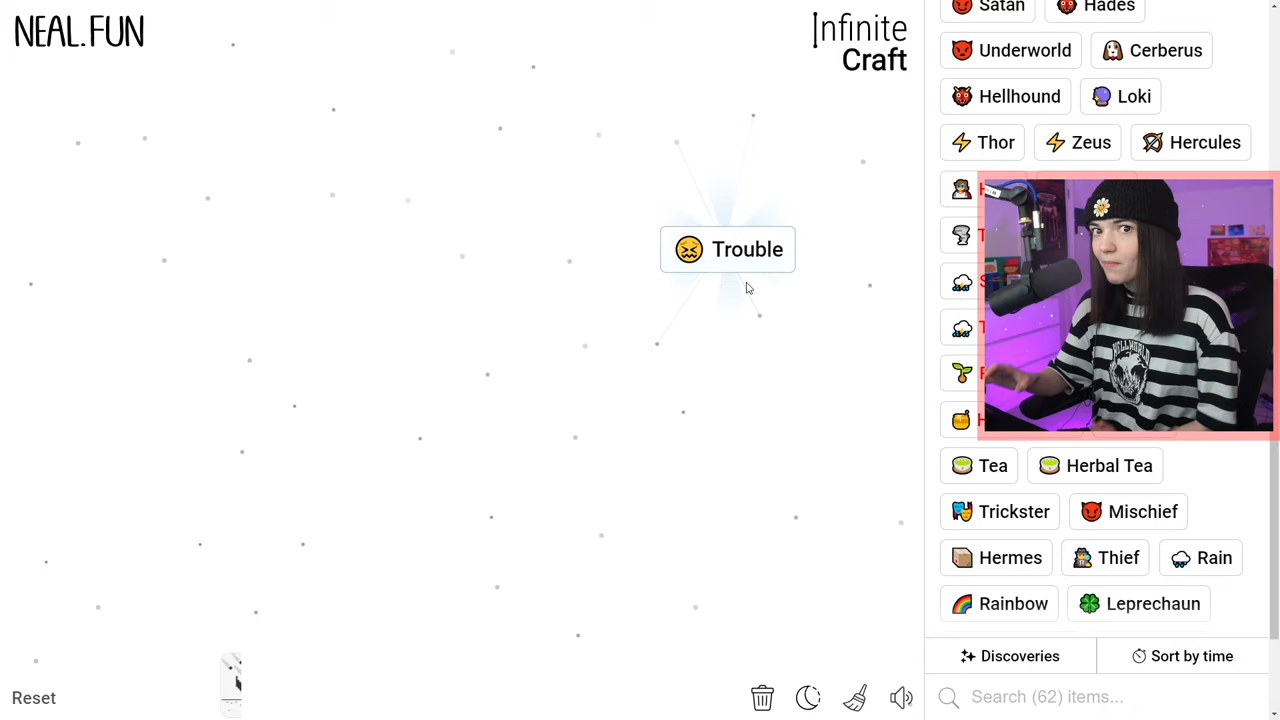 NEAL.FUN
Infinite
Craft
Satan
Hades
Underworld
Cerberus
Hellhound
Loki
Thor
Zeus
Hercules
Trouble
Tea
Herbal Tea
Trickster
Mischief
Hermes
Thief
Rain
Rainbow
Leprechaun
Discoveries
Sort by time
Reset
Search (62) items...